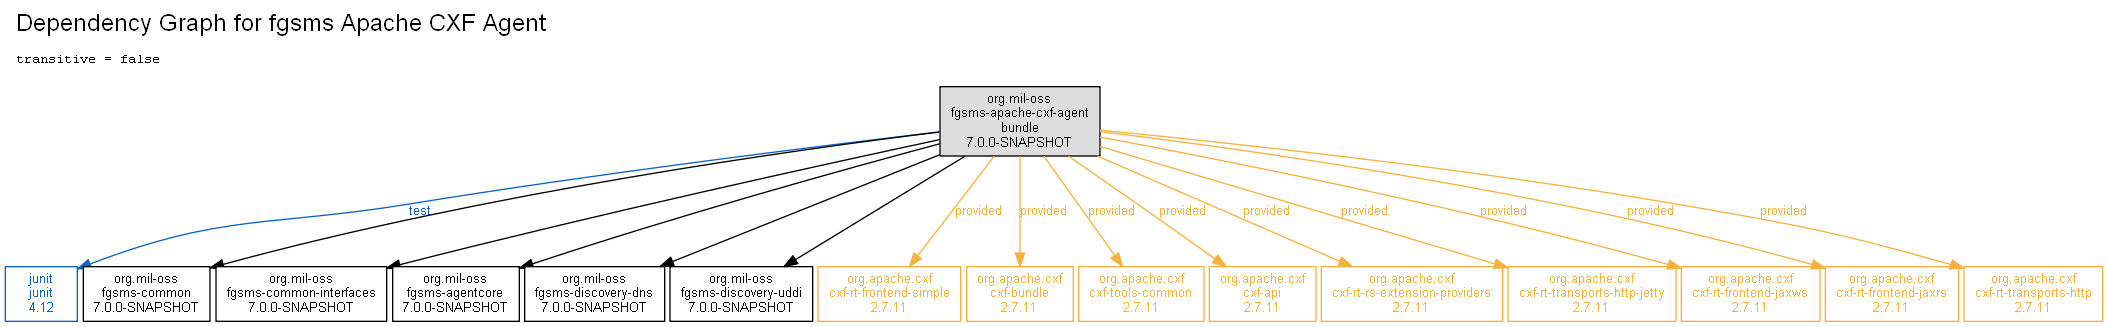 Dependency Graph for fgsms Apache CXF Agent
transitive = false
org.mil-oss
fgsms-apache-cxf-agent
bundle
7.0.0-SNAPSHOT
test
provided
provided
provided
provided
provided
provided
provided
provided
provided
junit
junit
4.12
org.mil-oss
fgsms-common
7.0.0-SNAPSHOT
org.mil-oss
fgsms-common-interfaces
7.0.0-SNAPSHOT
org.mil-oss
fgsms-agentcore
7.0.0-SNAPSHOT
org.mil-oss
fgsms-discovery-dns
7.0.0-SNAPSHOT
org.mil-oss
fgsms-discovery-uddi
7.0.0-SNAPSHOT
org.apache.cxf
cxf-rt-frontend-simple
2.7.11
org.apache.cxf
cxf-bundle
2.7.11
org.apache.cxf
cxf-tools-common
2.7.11
org.apache.cxf
cxf-api
2.7.11
org.apache.cxf
cxf-rt-rs-extension-providers
2.7.11
org.apache.cxf
cxf-rt-transports-http-jetty
2.7.11
org.apache.cxf
cxf-rt-frontend-jaxws
2.7.11
org.apache.cxf
cxf-rt-frontend-jaxrs
2.7.11
org.apache.cxf
cxf-rt-transports-http
2.7.11